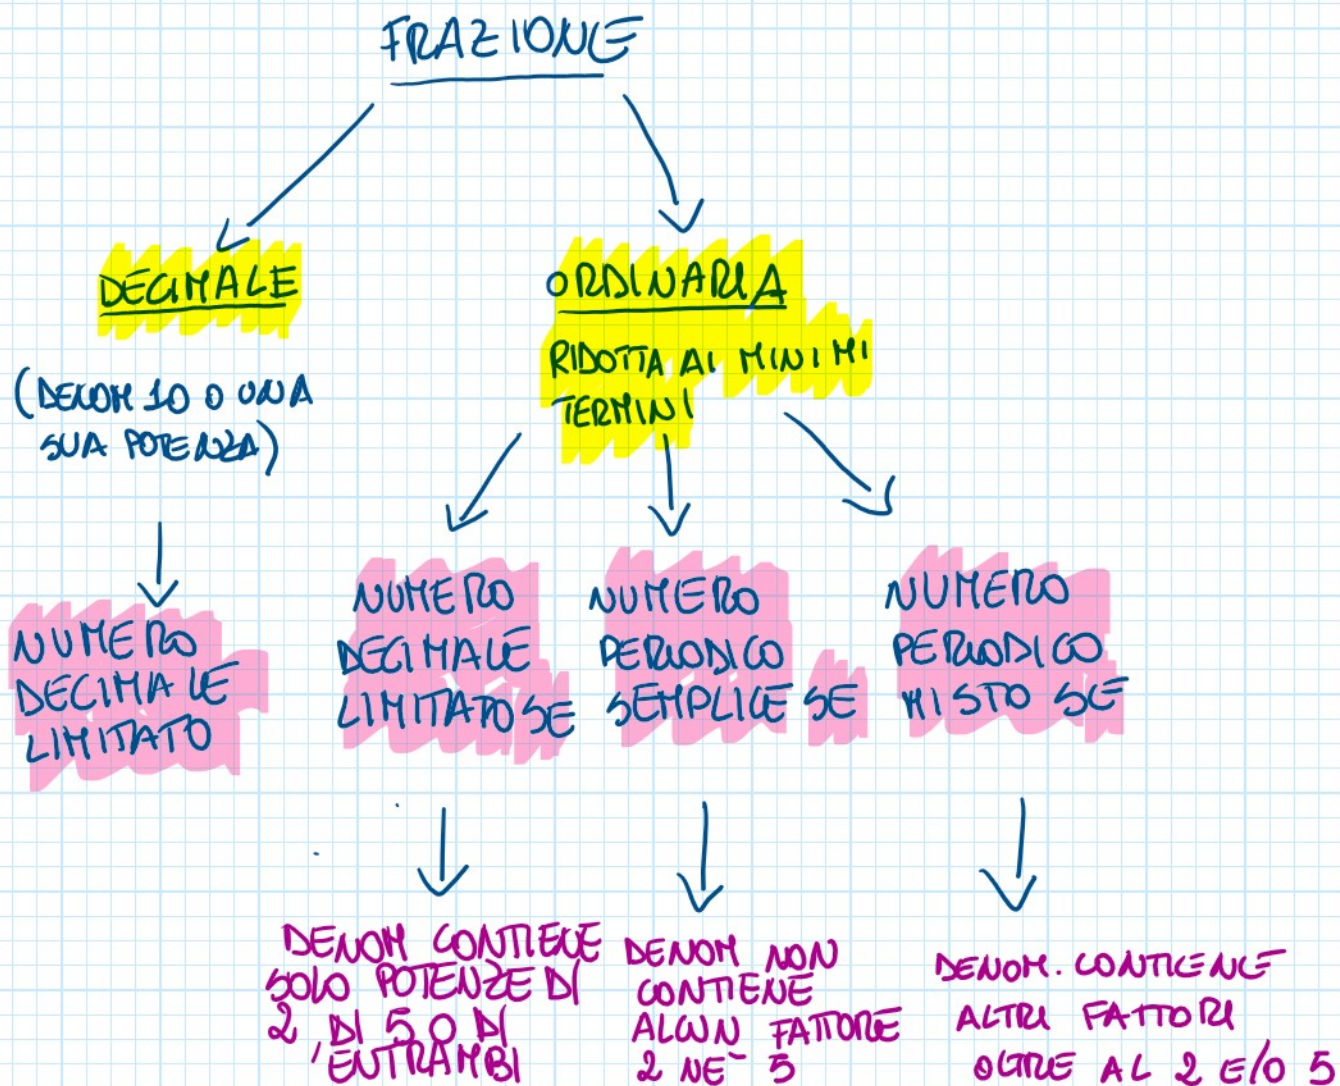 FRAZIONE
DECIMALE
(DENOM 10 O UNA
SUA POTENZA)
NUMERO
DECIMALE
LIMITATO
ORDINARIA
RIDOTTA AI MINIMI
TERMINI
NUMERO
DECIMALE
LIMITATO SE
DENOM CONTIENE
SOLO POTENZE DI
2, DI 5 O DI
ENTRAMBI
NUMERO
PERIODICO
SEMPLICE SE
DENOM NON
CONTIENE
ALCUN FATTORE
2 NE- 5
NUMERO
PERIODICO
MISTO SE
DENOM. CONTIENE
ALTRI FATTORI
OLTRE AL 2 E/O 5